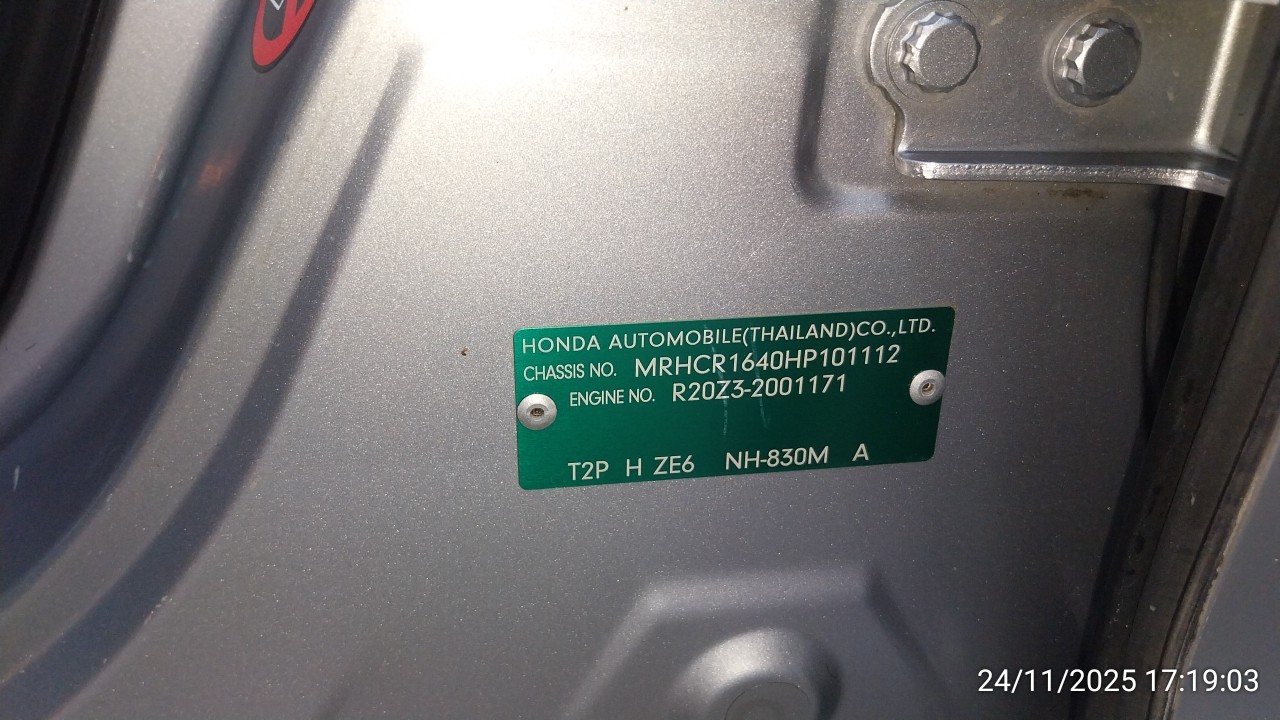 HONDA AUTOMOBILE(THAILAND)CO.,LTD.
CHASSIS NO. MRHCR1640HP101112
ENGINE NO. R20Z3-2001171
T2P H ZE6 NH-830M A
24/11/2025 17:19:03